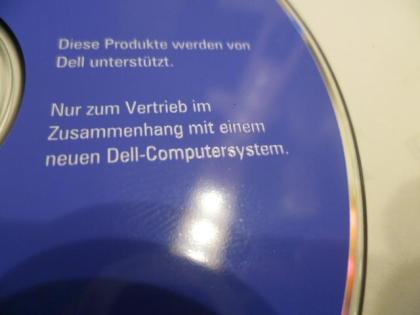 Diese Produkte werden von
Dell unterstützt.
Nur zum Vertrieb im
Zusammenhang mit einem
neuen Dell-Computersystem.